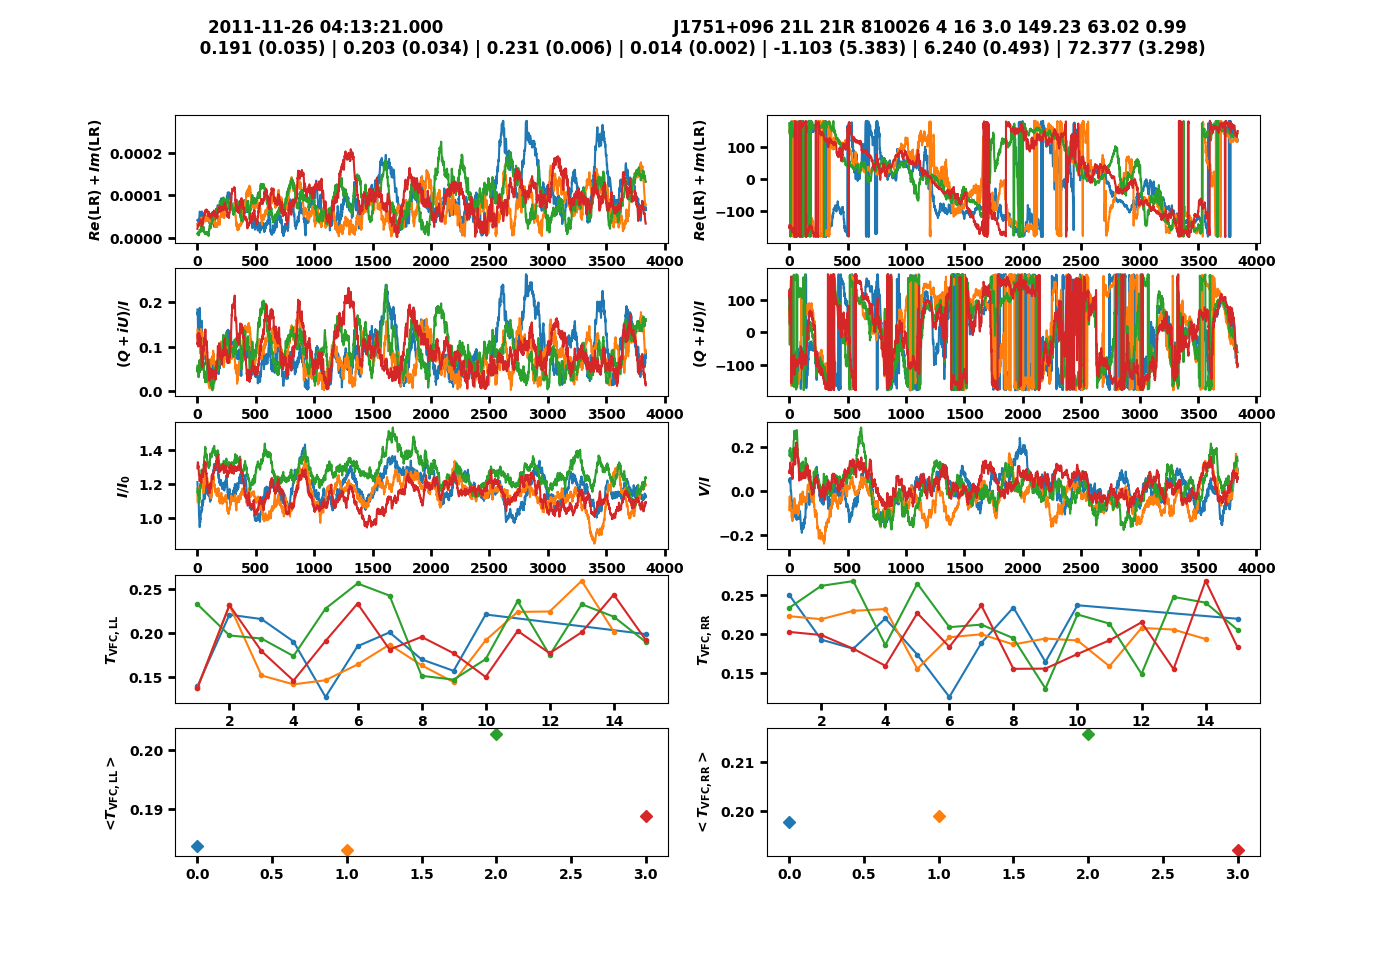 2011-11-26 04:13:21.000 J1751+096 21L 21R 810026 4 16 3.0 149.23 63.02 0.99
0.191 (0.035) | 0.203 (0.034) | 0.231 (0.006) | 0.014 (0.002) | -1.103 (5.383) | 6.240 (0.493) | 72.377 (3.298)
Re(LR) + Im(LR)
0.0002
0.0001
0.0000
0 500 1000 1500 2000 2500 3000 3500 4000
Re(LR) + Im(LR)
100
0
−100
0 500 1000 1500 2000 2500 3000 3500 4000
(Q + iU)/I
0.2
0.1
0.0
0 500 1000 1500 2000 2500 3000 3500 4000
(Q + iU)/I
100
0
−100
0 500 1000 1500 2000 2500 3000 3500 4000
I/I0
1.4
1.2
1.0
0 500 1000 1500 2000 2500 3000 3500 4000
V/I
0.2
0.0
−0.2
0 500 1000 1500 2000 2500 3000 3500 4000
TVFC, LL
0.25
0.20
0.15
2 4 6 8 10 12 14
TVFC, RR
0.25
0.20
0.15
2 4 6 8 10 12 14
<TVFC, LL >
0.20
0.19
0.0 0.5 1.0 1.5 2.0 2.5 3.0
< TVFC, RR >
0.21
0.20
0.0 0.5 1.0 1.5 2.0 2.5 3.0